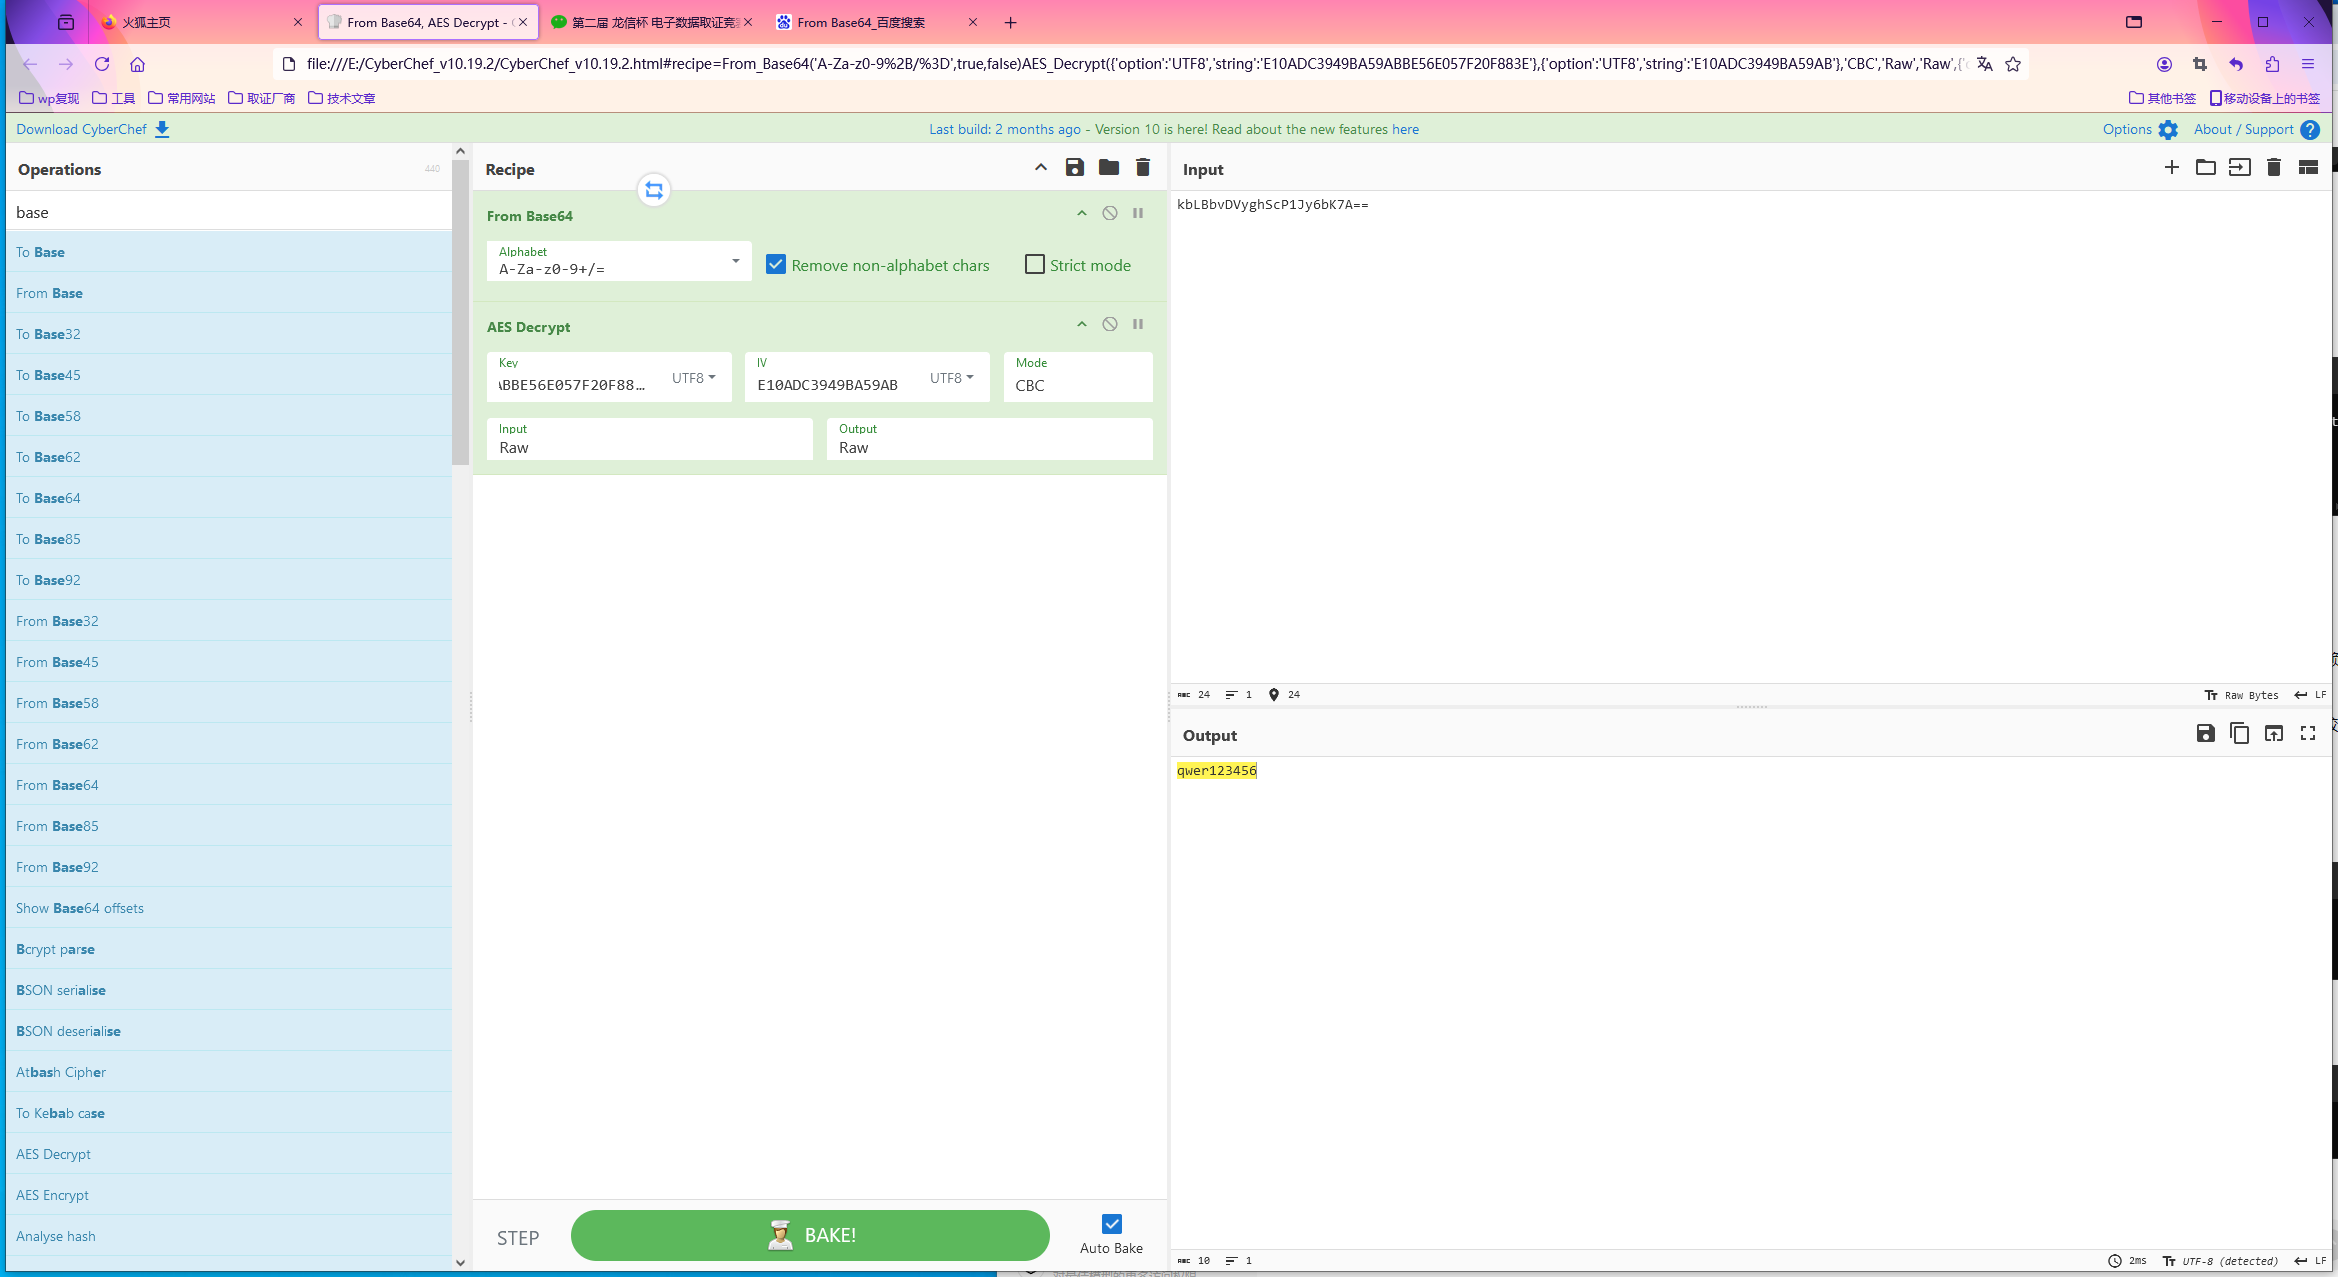 火狐主页
From Base64, AES Decrypt - C
第二届 龙信杯 电子数据取证竞
From Base64_百度搜索
file:///E:/CyberChef_v10.19.2/CyberChef_v10.19.2.html#recipe=From_Base64('A-Za-z0-9%2B/%3D',true,false)AES_Decrypt({'option':'UTF8','string':'E10ADC3949BA59ABBE56E057F20F883E'},{'option':'UTF8','string':'E10ADC3949BA59AB'},'CBC','Raw','Raw',{
wp复现 工具 常用网站 取证厂商 技术文章 其他书签 移动设备上的书签
Download CyberChef
Last build: 2 months ago - Version 10 is here! Read about the new features here
Options About / Support
Operations
440
base
To Base
From Base
To Base32
To Base45
To Base58
To Base62
To Base64
To Base85
To Base92
From Base32
From Base45
From Base58
From Base62
From Base64
From Base85
From Base92
Show Base64 offsets
Bcrypt parse
BSON serialise
BSON deserialise
Atbash Cipher
To Kebab case
AES Decrypt
AES Encrypt
Analyse hash
Recipe
From Base64
Alphabet
A-Za-z0-9+/=
Remove non-alphabet chars
Strict mode
AES Decrypt
Key
ABBE56E057F20F88…
UTF8
IV
E10ADC3949BA59AB
UTF8
Mode
CBC
Input
Raw
Output
Raw
STEP
BAKE!
Auto Bake
Input
kbLBbvDVyghScP1Jy6bK7A==
ABC 24 1 24
Tr Raw Bytes LF
Output
qwer123456
ABC 10 1
2ms Tr UTF-8 (detected) LF